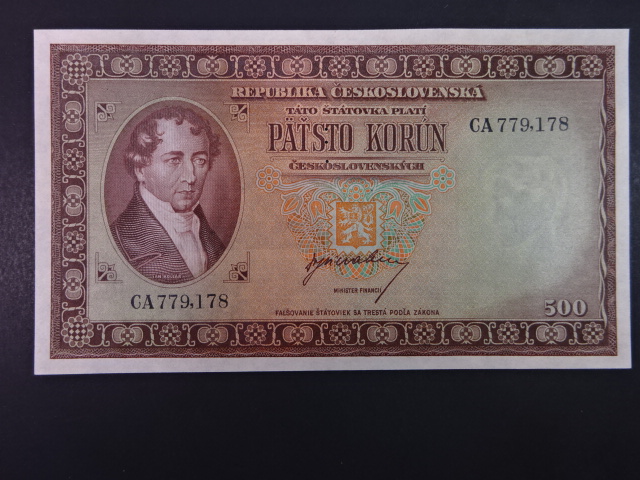 REPUBLIKA ČESKOSLOVENSKÁ
TÁTO ŠTÁTOVKA PLATÍ
PÄŤSTO KORÚN
ČESKOSLOVENSKÝCH
CA 779,178
MINISTER FINANCIÍ
CA 779,178
500
FALŠOVANIE ŠTÁTOVIEK SA TRESTÁ PODĽA ZÁKONA